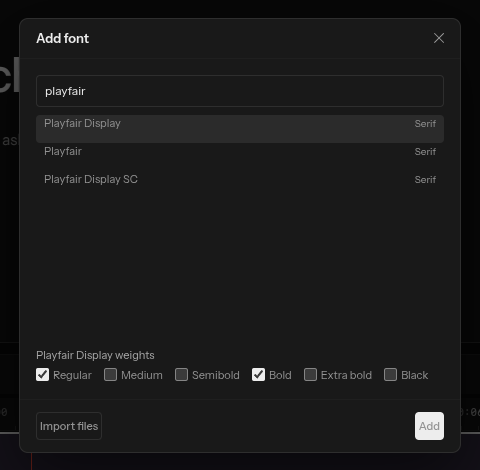 Add font
playfair
Playfair Display Serif
Playfair Serif
Playfair Display SC Serif
Playfair Display weights
Regular Medium Semibold Bold Extra bold Black
Import files Add